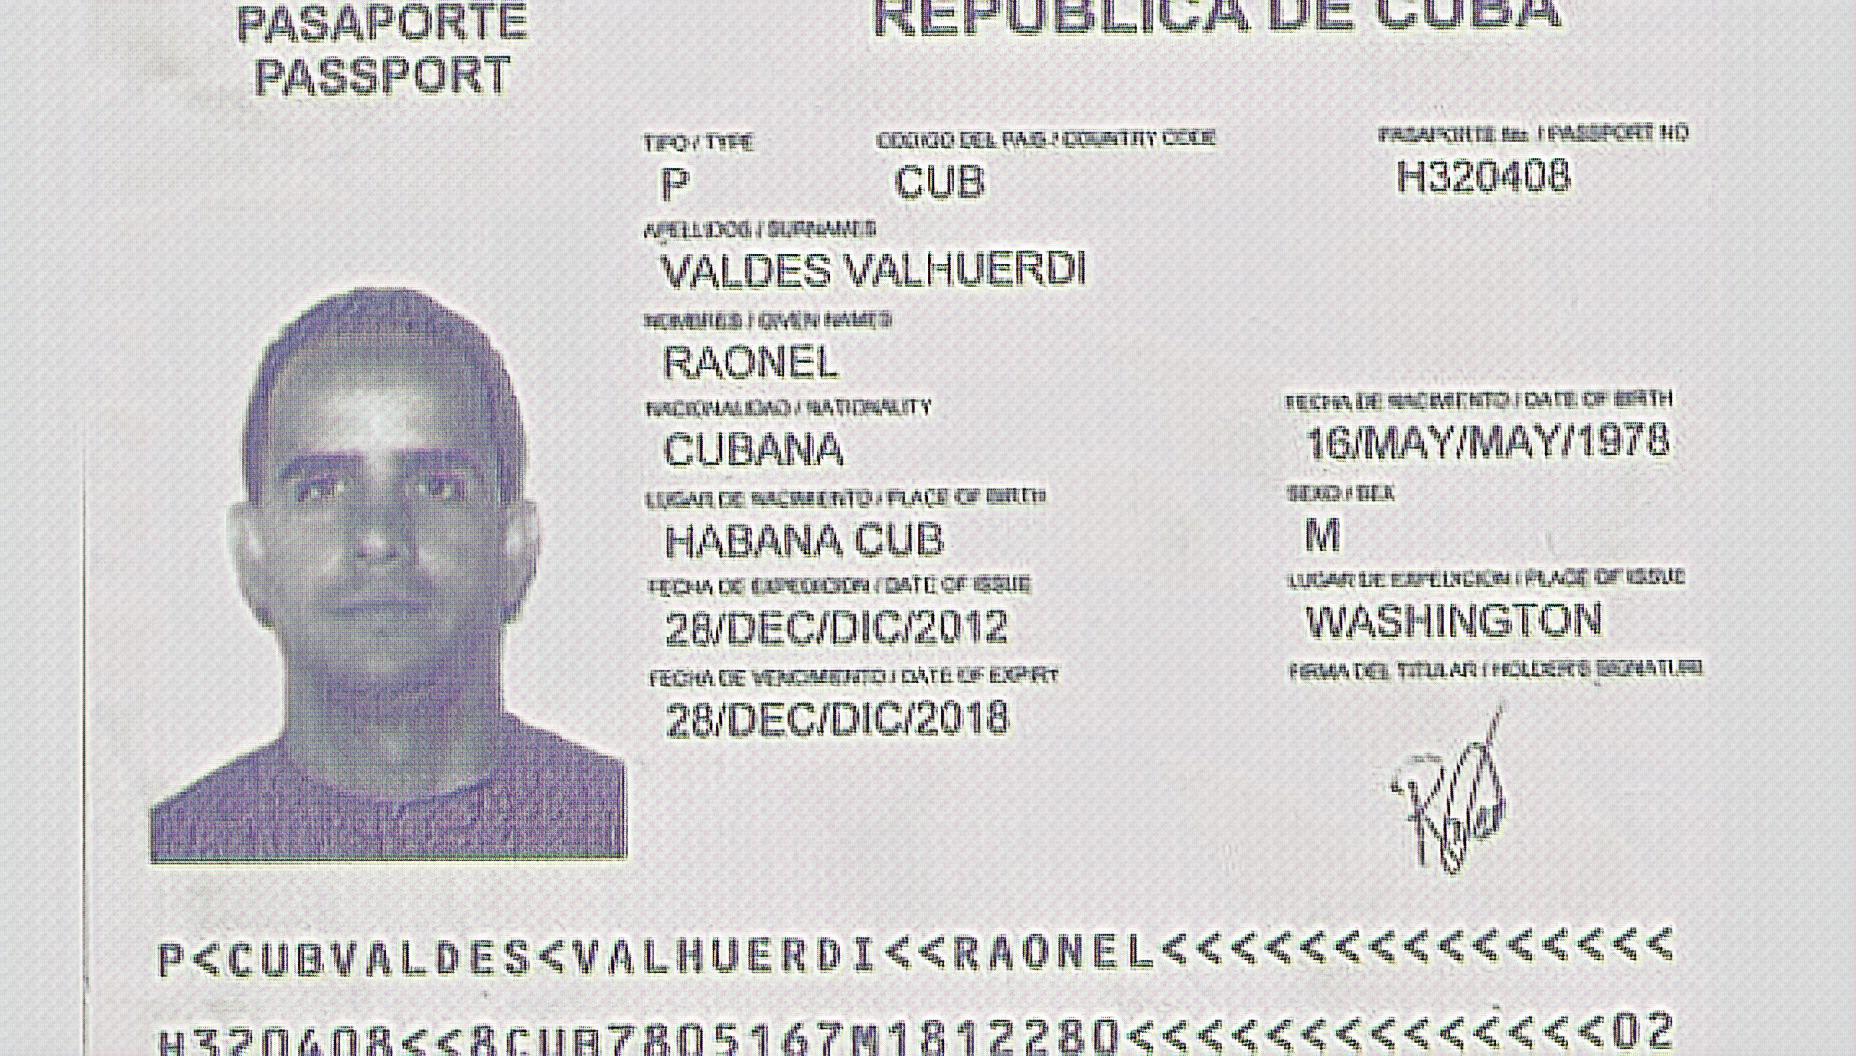 PASAPORTE
PASSPORT
REPUBLICA DE CUBA
TIPO / TYPE
CODIGO DEL PAIS / COUNTRY CODE
PASAPORTE No. / PASSPORT NO
P
CUB
H320408
APELLIDOS / SURNAMES
VALDES VALHUERDI
NOMBRES / GIVEN NAMES
RAONEL
NACIONALIDAD / NATIONALITY
FECHA DE NACIMIENTO / DATE OF BIRTH
CUBANA
16/MAY/MAY/1978
LUGAR DE NACIMIENTO / PLACE OF BIRTH
SEXO / SEX
HABANA CUB
M
FECHA DE EXPEDICION / DATE OF ISSUE
LUGAR DE EXPEDICION / PLACE OF ISSUE
28/DEC/DIC/2012
WASHINGTON
FECHA DE VENCIMIENTO / DATE OF EXPIRY
FIRMA DEL TITULAR / HOLDER'S SIGNATURE
28/DEC/DIC/2018
P<CUBVALDES<VALHUERDI<<RAONEL<<<<<<<<<<<<<<<
H320408<<8CUB7805167M1812280<<<<<<<<<<<<<<02